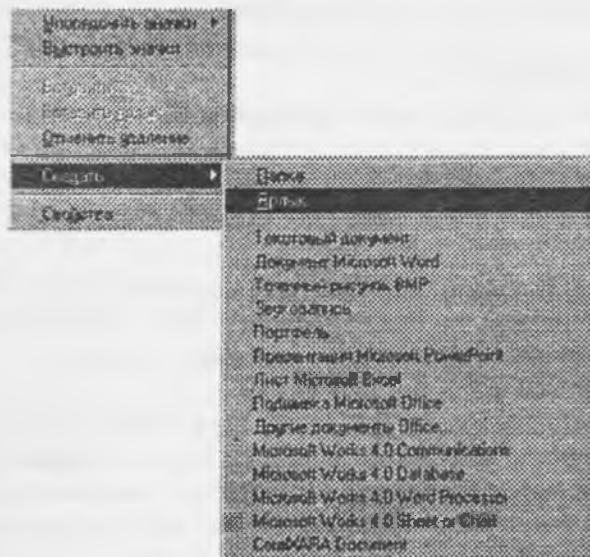 Упорядочить значки
Выстроить значки
Вставить
Отменить удаление
Создать
Свойства
Папка
Ярлык
Текстовый документ
Документ Microsoft Word
Точечный рисунок BMP
Звукозапись
Портфель
Презентация Microsoft PowerPoint
Лист Microsoft Excel
Подшивка Microsoft Office
Другие документы Office...
Microsoft Works 4.0 Communications
Microsoft Works 4.0 Database
Microsoft Works 4.0 Word Processor
Microsoft Works 4.0 Sheet or Chart
CorelXARA Document